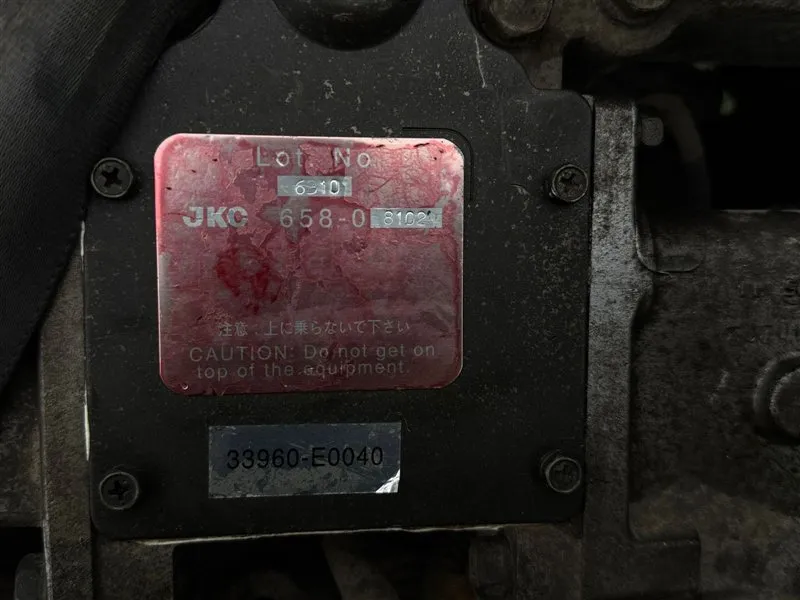 Lot No
6310
JKC 658-0 8102
注意:上に乗らないで下さい
CAUTION: Do not get on
top of the equipment.
33960-E0040